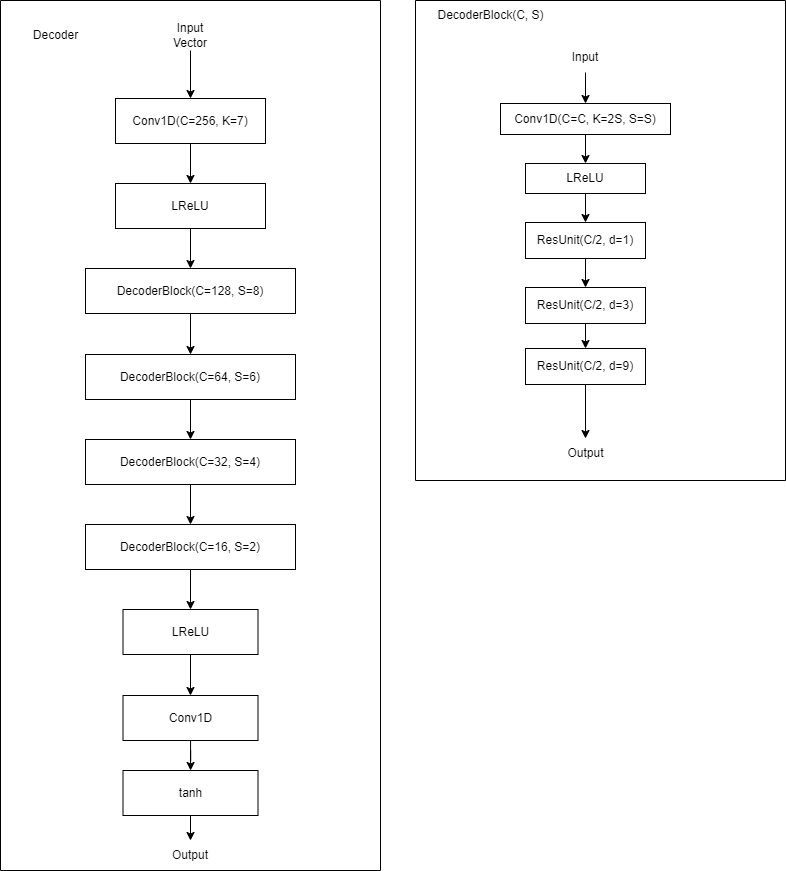 Decoder
Input
Vector
Conv1D(C=256, K=7)
LReLU
DecoderBlock(C=128, S=8)
DecoderBlock(C=64, S=6)
DecoderBlock(C=32, S=4)
DecoderBlock(C=16, S=2)
LReLU
Conv1D
tanh
Output
DecoderBlock(C, S)
Input
Conv1D(C=C, K=2S, S=S)
LReLU
ResUnit(C/2, d=1)
ResUnit(C/2, d=3)
ResUnit(C/2, d=9)
Output